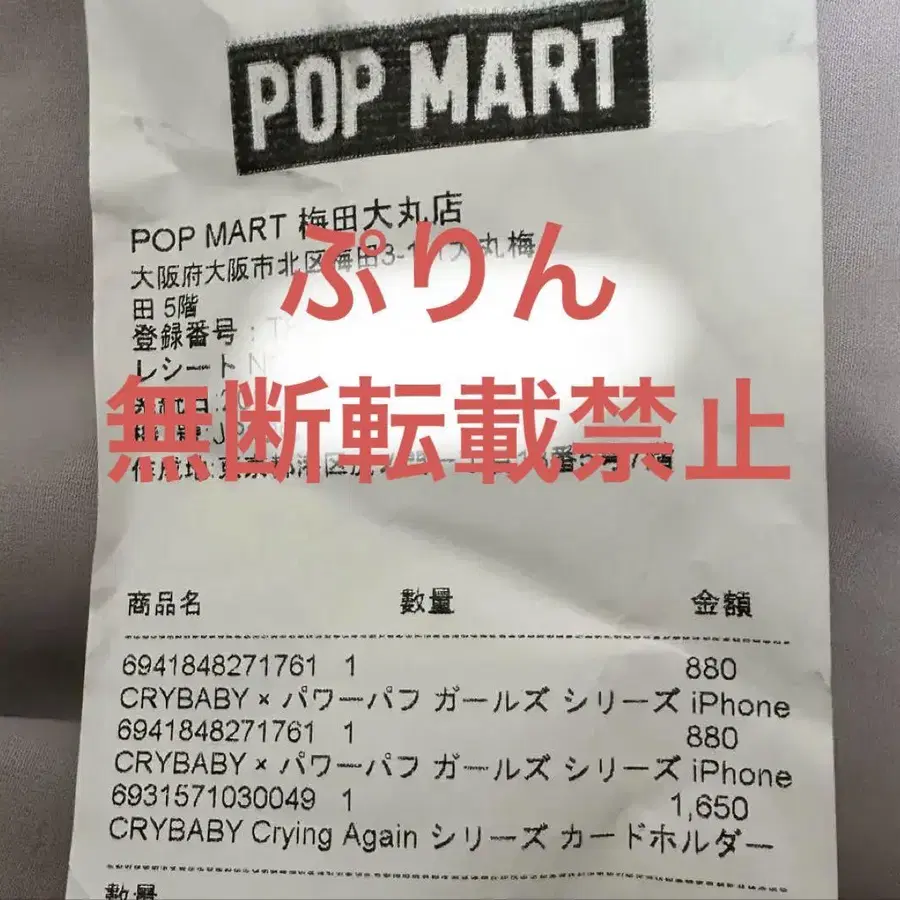 POP MART
POP MART 梅田大丸店
大阪府大阪市北区梅田3-1-1大丸梅
田 5階
ぷりん
登録番号 : T
レシート N
無断転載禁止
商品名 数量 金額
6941848271761 1 880
CRYBABY × パワーパフ ガールズ シリーズ iPhone
6941848271761 1 880
CRYBABY × パワーパフ ガールズ シリーズ iPhone
6931571030049 1 1,650
CRYBABY Crying Again シリーズ カードホルダー
数量